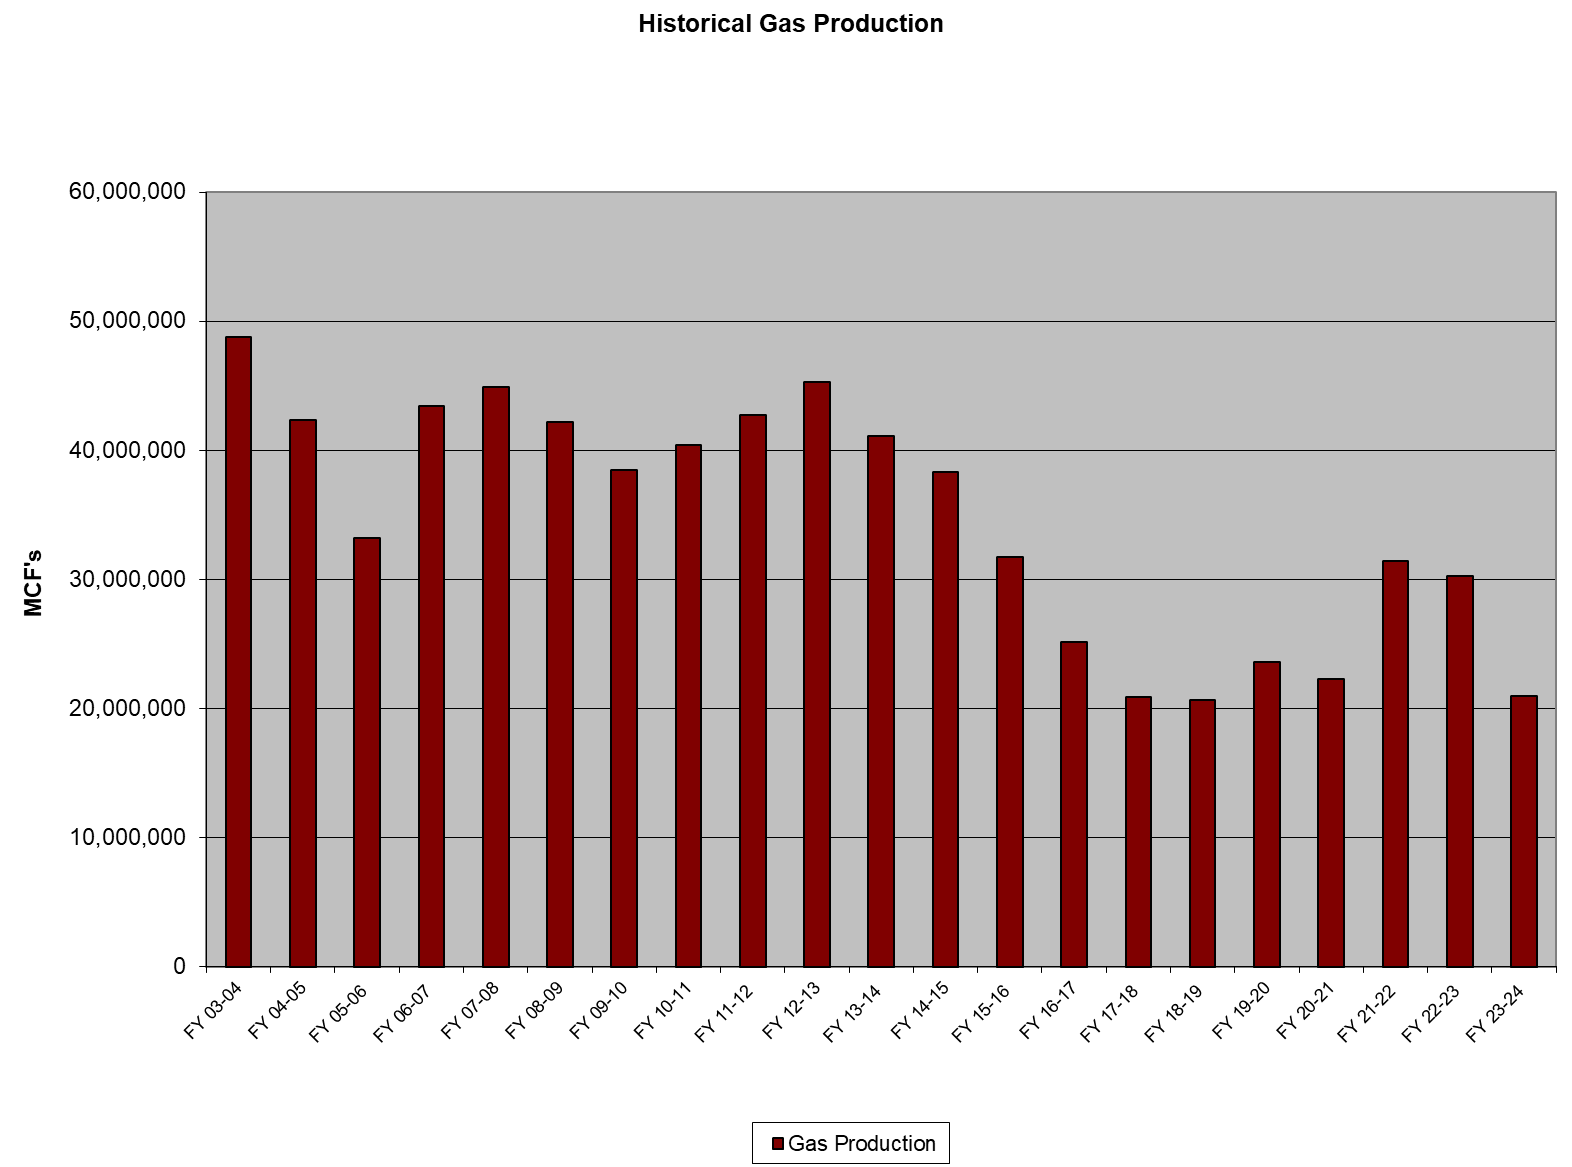 Historical Gas Production
60,000,000
50,000,000
40,000,000
30,000,000
20,000,000
10,000,000
0
MCF's
FY 03-04
FY 04-05
FY 05-06
FY 06-07
FY 07-08
FY 08-09
FY 09-10
FY 10-11
FY 11-12
FY 12-13
FY 13-14
FY 14-15
FY 15-16
FY 16-17
FY 17-18
FY 18-19
FY 19-20
FY 20-21
FY 21-22
FY 22-23
FY 23-24
Gas Production